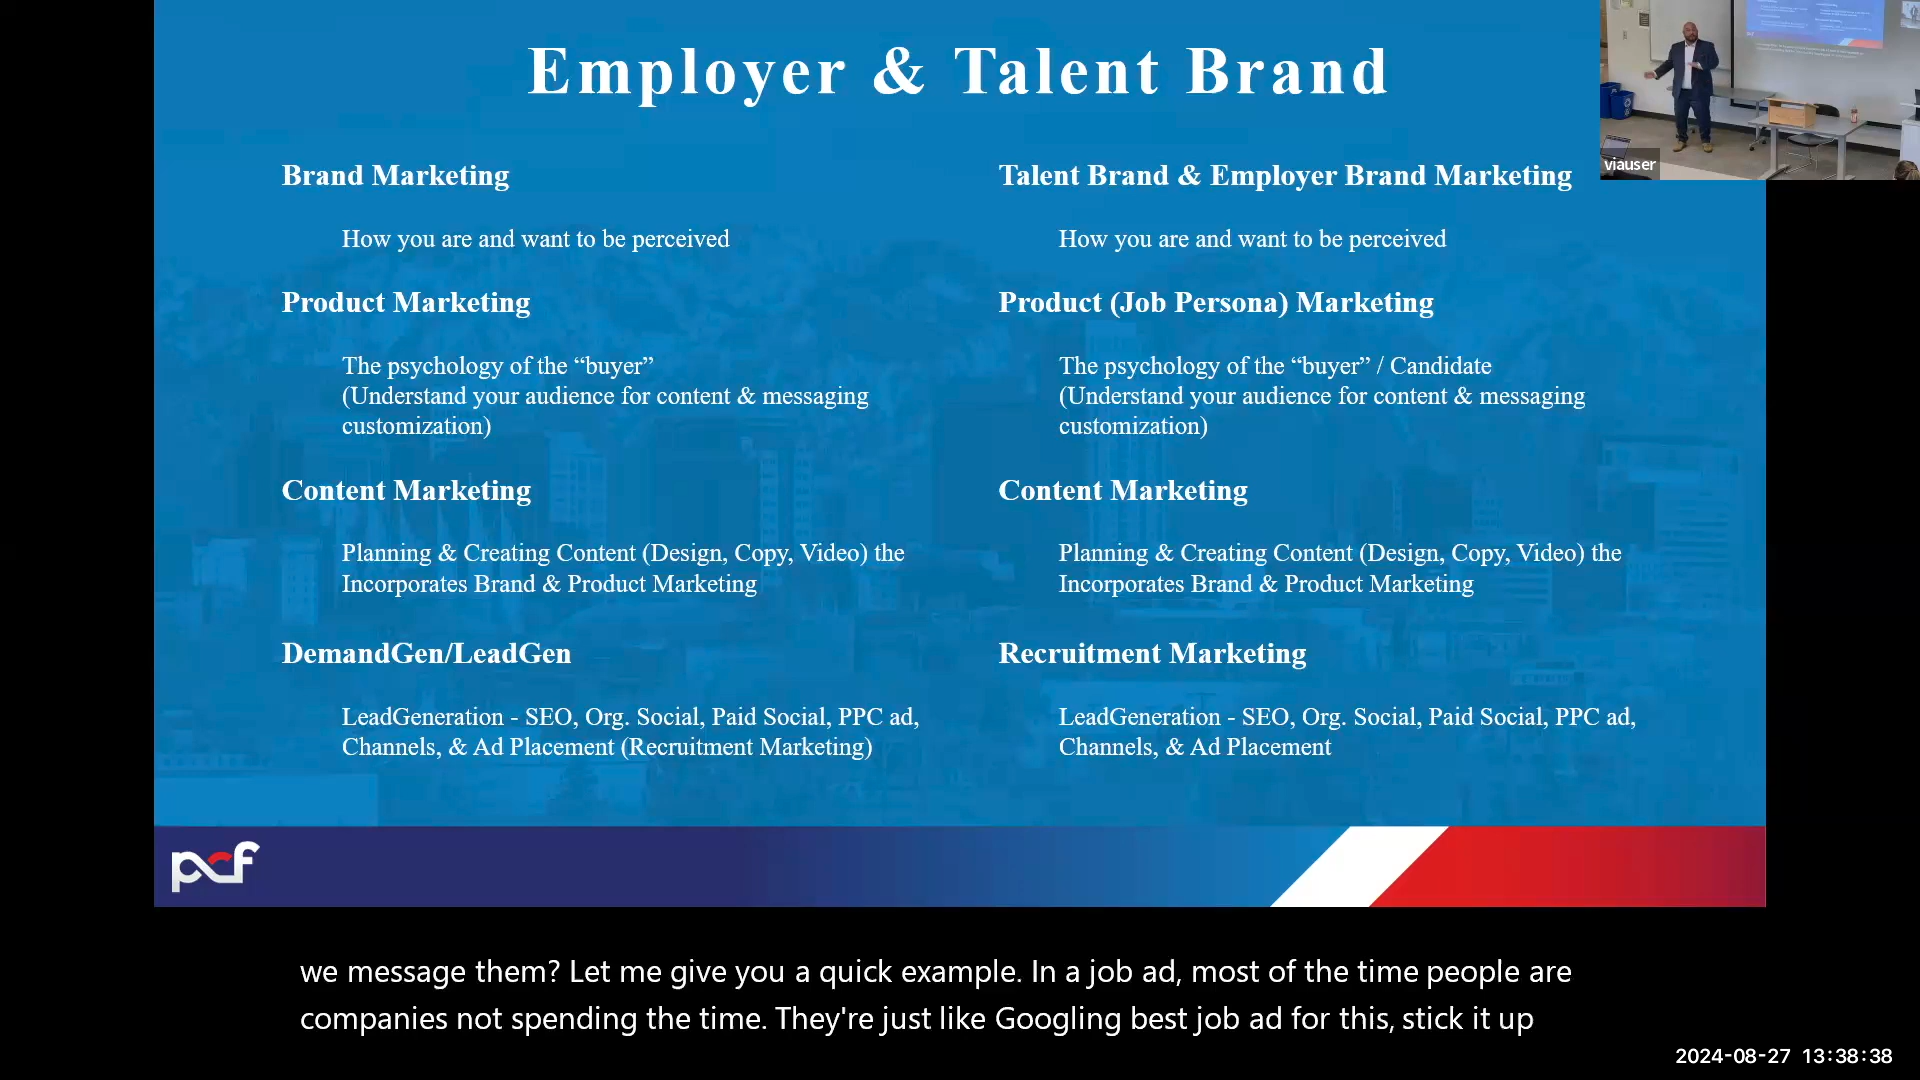 Employer & Talent Brand
viauser
Brand Marketing
How you are and want to be perceived
Product Marketing
The psychology of the “buyer”
(Understand your audience for content & messaging
customization)
Content Marketing
Planning & Creating Content (Design, Copy, Video) the
Incorporates Brand & Product Marketing
DemandGen/LeadGen
LeadGeneration - SEO, Org. Social, Paid Social, PPC ad,
Channels, & Ad Placement (Recruitment Marketing)
Talent Brand & Employer Brand Marketing
How you are and want to be perceived
Product (Job Persona) Marketing
The psychology of the “buyer” / Candidate
(Understand your audience for content & messaging
customization)
Content Marketing
Planning & Creating Content (Design, Copy, Video) the
Incorporates Brand & Product Marketing
Recruitment Marketing
LeadGeneration - SEO, Org. Social, Paid Social, PPC ad,
Channels, & Ad Placement
pcf
we message them? Let me give you a quick example. In a job ad, most of the time people are
companies not spending the time. They're just like Googling best job ad for this, stick it up
2024-08-27 13:38:38